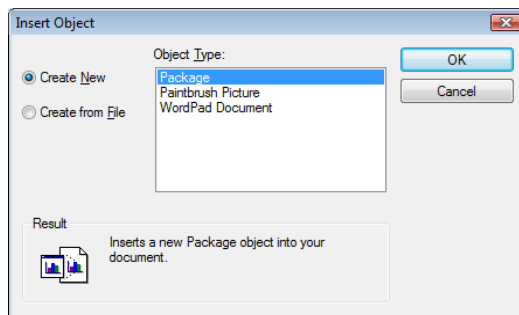 Insert Object
Object Type:
Create New
Create from File
Package
Paintbrush Picture
WordPad Document
OK
Cancel
Result
Inserts a new Package object into your
document.